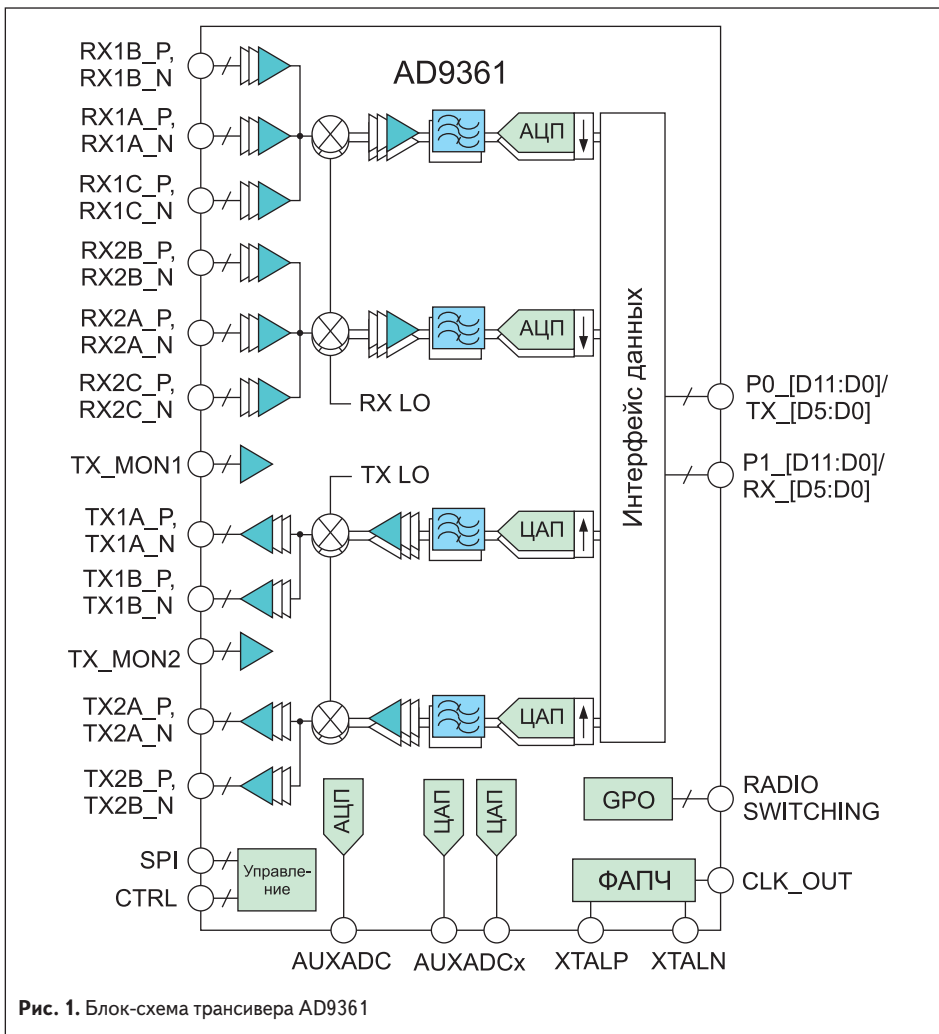 AD9361
RX1B_P,
RX1B_N
RX1A_P,
RX1A_N
RX1C_P,
RX1C_N
RX2B_P,
RX2B_N
RX2A_P,
RX2A_N
RX2C_P,
RX2C_N
TX_MON1
TX1A_P,
TX1A_N
TX1B_P,
TX1B_N
TX_MON2
TX2A_P,
TX2A_N
TX2B_P,
TX2B_N
SPI
CTRL
АЦП
АЦП
RX LO
TX LO
ЦАП
ЦАП
Интерфейс данных
P0_[D11:D0]/
TX_[D5:D0]
P1_[D11:D0]/
RX_[D5:D0]
Управле-
ние
АЦП
ЦАП
ЦАП
GPO
RADIO
SWITCHING
ФАПЧ
CLK_OUT
AUXADC
AUXADCx
XTALP
XTALN
Рис. 1. Блок-схема трансивера AD9361